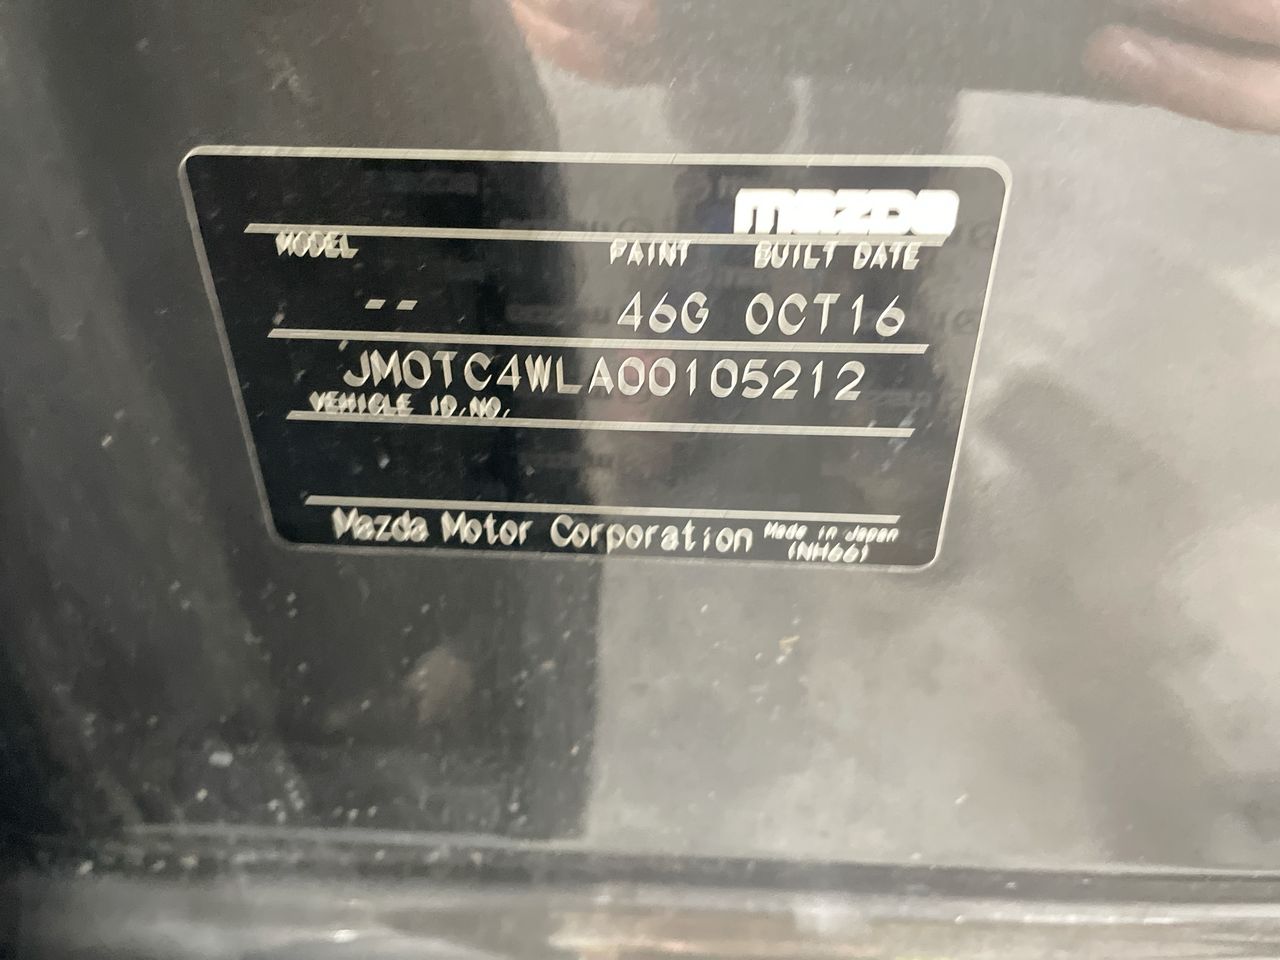 mazda
MODEL PAINT BUILT DATE
-- 46G OCT16
JM0TC4WLA00105212
VEHICLE ID.NO.
Mazda Motor Corporation Made in Japan
(NH66)